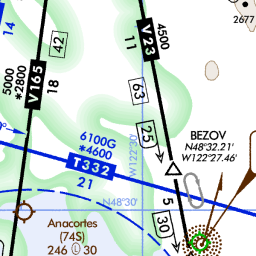 2677
42
V23
4500
11
5000
*2800
V165
18
63
6100G
*4600
W122°30'
25
BEZOV
N48°32.21'
W122°27.46'
T332
21
N48°30'
5
30
Anacortes
(74S)
246 30